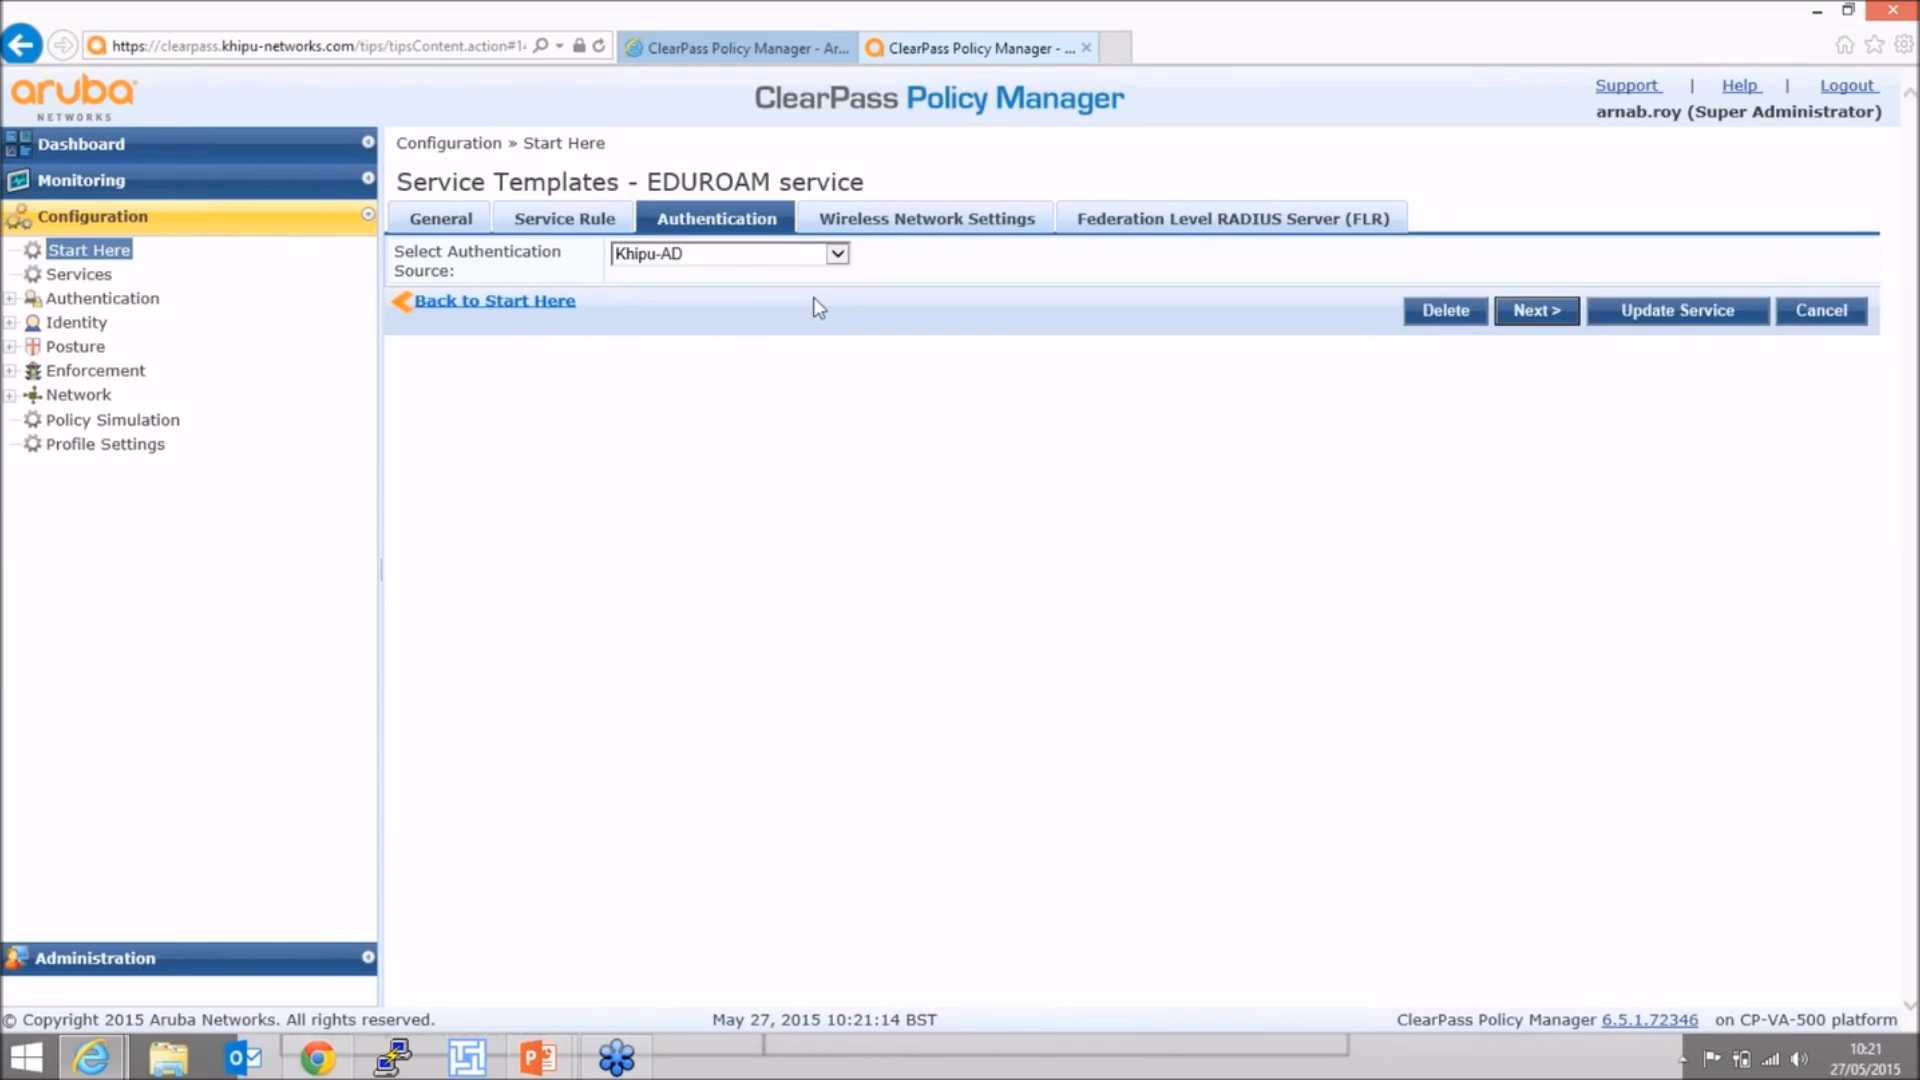 https://clearpass.khipu-networks.com/tips/tipsContent.action#1
ClearPass Policy Manager - Ar...
ClearPass Policy Manager - ...
aruba
NETWORKS
ClearPass Policy Manager
Support | Help | Logout
arnab.roy (Super Administrator)
Dashboard
Monitoring
Configuration
Start Here
Services
Authentication
Identity
Posture
Enforcement
Network
Policy Simulation
Profile Settings
Administration
Configuration » Start Here
Service Templates - EDUROAM service
General
Service Rule
Authentication
Wireless Network Settings
Federation Level RADIUS Server (FLR)
Select Authentication
Source:
Khipu-AD
Back to Start Here
Delete
Next >
Update Service
Cancel
© Copyright 2015 Aruba Networks. All rights reserved.
May 27, 2015 10:21:14 BST
ClearPass Policy Manager 6.5.1.72346 on CP-VA-500 platform
10:21
27/05/2015